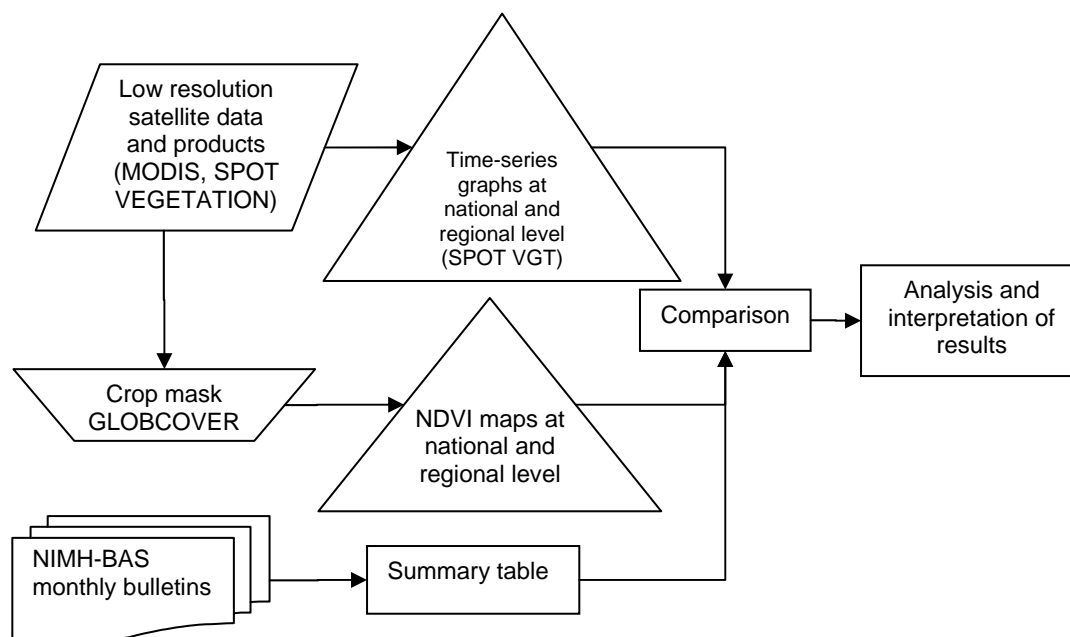 Low resolution
satellite data
and products
(MODIS, SPOT
VEGETATION)
Time-series
graphs at
national and
regional level
(SPOT VGT)
Comparison
Analysis and
interpretation of
results
Crop mask
GLOBCOVER
NDVI maps at
national and
regional level
NIMH-BAS
monthly bulletins
Summary table